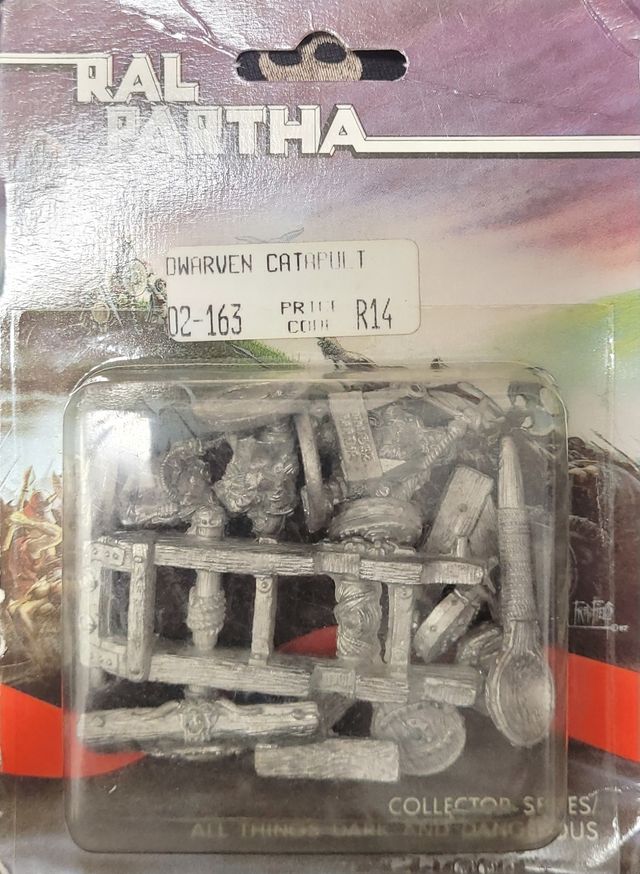 RAL
PARTHA
DWARVEN CATAPULT
02-163 PRICE CODE R14
COLLECTOR SERIES/
ALL THINGS DARK AND DANGEROUS